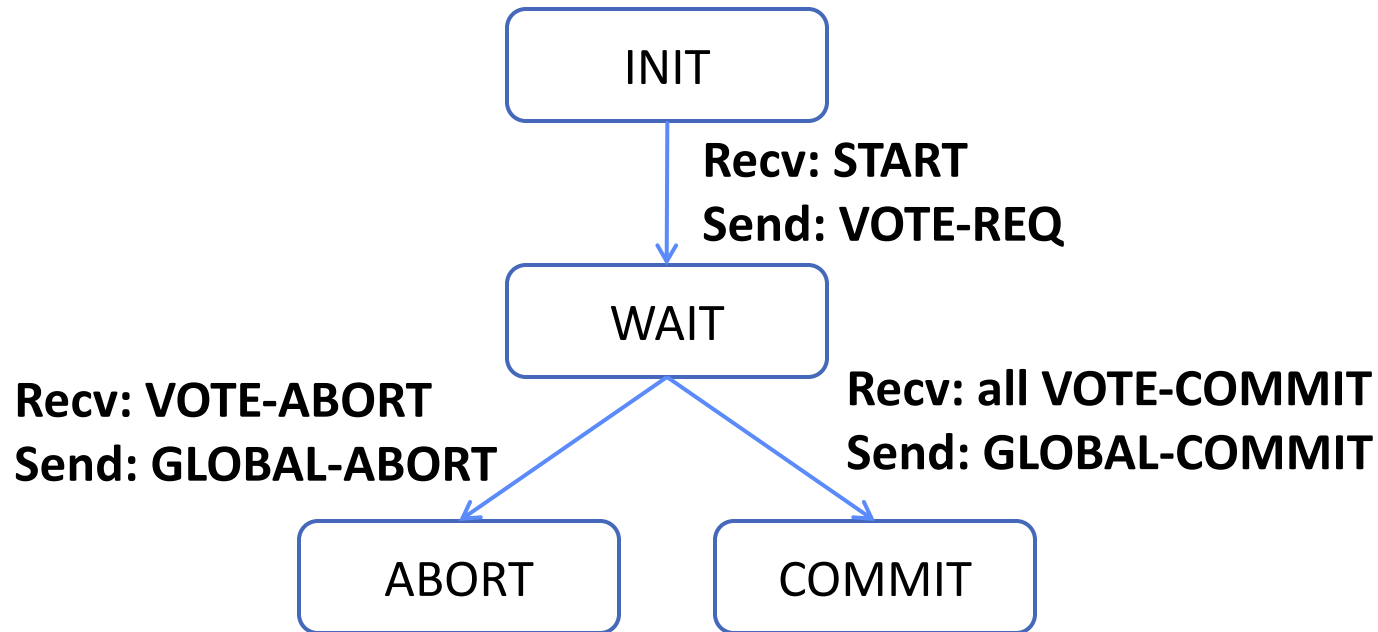 INIT
Recv: START
Send: VOTE-REQ
WAIT
Recv: VOTE-ABORT
Send: GLOBAL-ABORT
Recv: all VOTE-COMMIT
Send: GLOBAL-COMMIT
ABORT
COMMIT